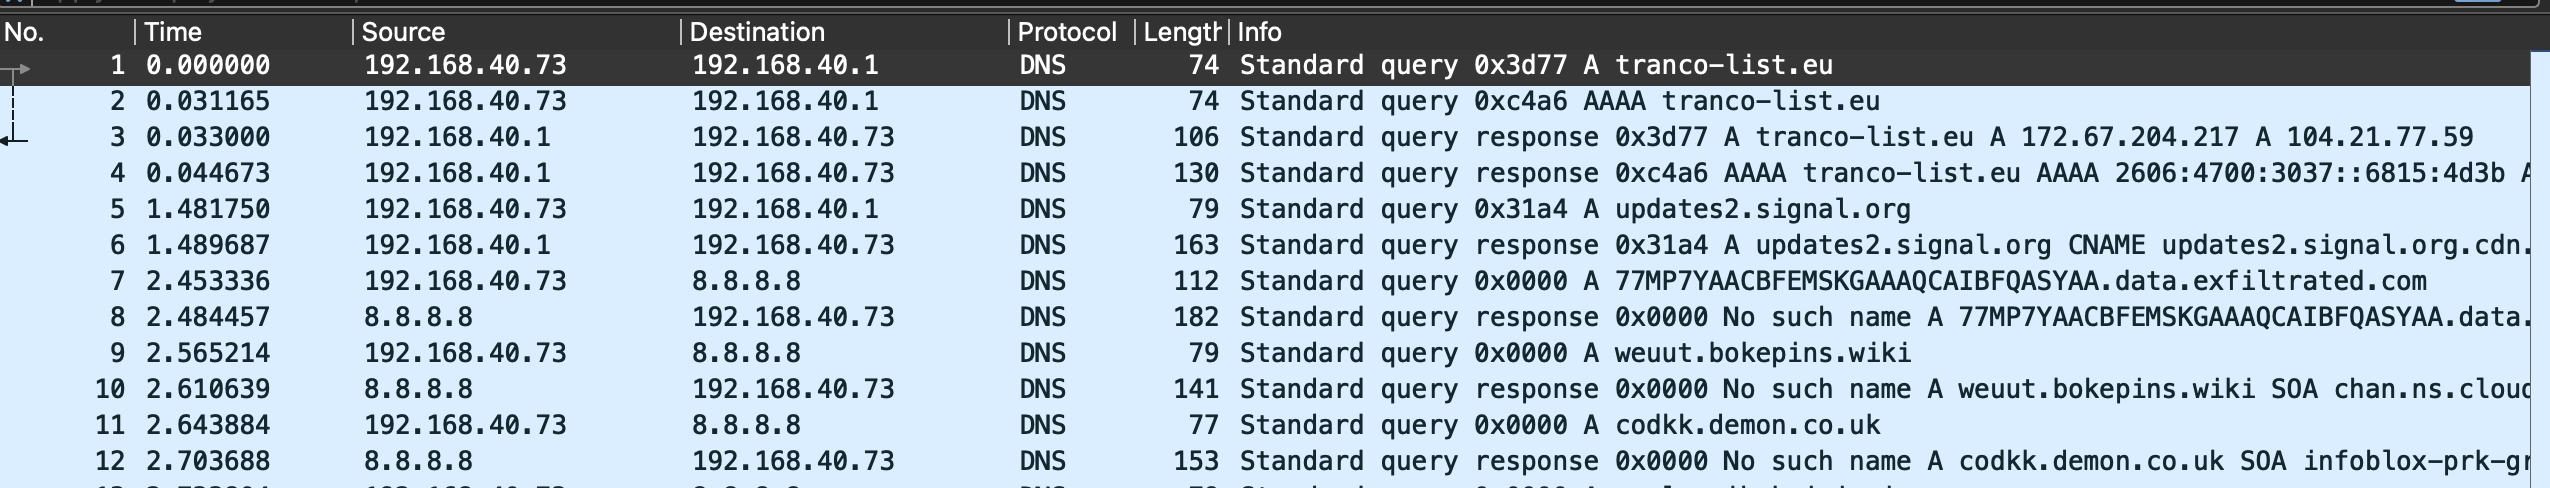 No. Time Source Destination Protocol Length Info
1 0.000000 192.168.40.73 192.168.40.1 DNS 74 Standard query 0x3d77 A tranco-list.eu
2 0.031165 192.168.40.73 192.168.40.1 DNS 74 Standard query 0xc4a6 AAAA tranco-list.eu
3 0.033000 192.168.40.1 192.168.40.73 DNS 106 Standard query response 0x3d77 A tranco-list.eu A 172.67.204.217 A 104.21.77.59
4 0.044673 192.168.40.1 192.168.40.73 DNS 130 Standard query response 0xc4a6 AAAA tranco-list.eu AAAA 2606:4700:3037::6815:4d3b A
5 1.481750 192.168.40.73 192.168.40.1 DNS 79 Standard query 0x31a4 A updates2.signal.org
6 1.489687 192.168.40.1 192.168.40.73 DNS 163 Standard query response 0x31a4 A updates2.signal.org CNAME updates2.signal.org.cdn.
7 2.453336 192.168.40.73 8.8.8.8 DNS 112 Standard query 0x0000 A 77MP7YAACBFEMSKGAAAQCAIBFQASYAA.data.exfiltrated.com
8 2.484457 8.8.8.8 192.168.40.73 DNS 182 Standard query response 0x0000 No such name A 77MP7YAACBFEMSKGAAAQCAIBFQASYAA.data.
9 2.565214 192.168.40.73 8.8.8.8 DNS 79 Standard query 0x0000 A weuut.bokepins.wiki
10 2.610639 8.8.8.8 192.168.40.73 DNS 141 Standard query response 0x0000 No such name A weuut.bokepins.wiki SOA chan.ns.cloud
11 2.643884 192.168.40.73 8.8.8.8 DNS 77 Standard query 0x0000 A codkk.demon.co.uk
12 2.703688 8.8.8.8 192.168.40.73 DNS 153 Standard query response 0x0000 No such name A codkk.demon.co.uk SOA infoblox-prk-gr